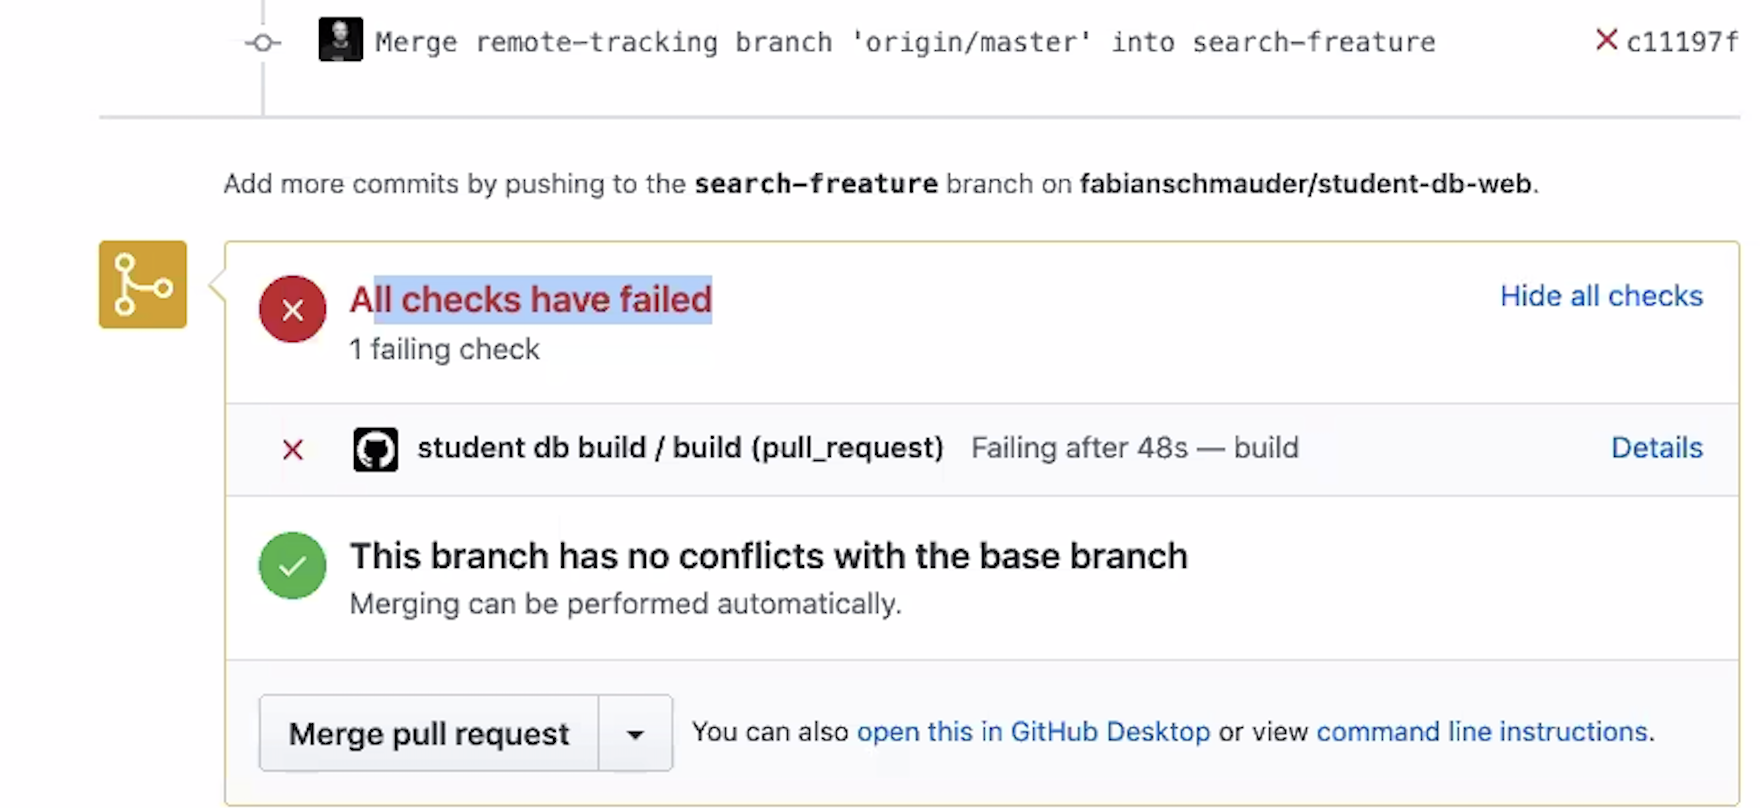 Merge remote-tracking branch 'origin/master' into search-freature c11197f
Add more commits by pushing to the search-freature branch on fabianschmauder/student-db-web.
All checks have failed Hide all checks
1 failing check
student db build / build (pull_request) Failing after 48s — build Details
This branch has no conflicts with the base branch
Merging can be performed automatically.
Merge pull request You can also open this in GitHub Desktop or view command line instructions.